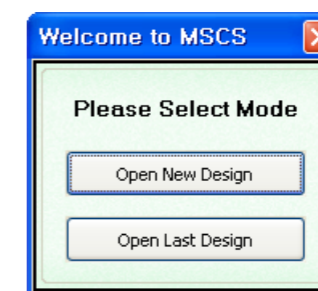 Welcome to MSCS
Please Select Mode
Open New Design
Open Last Design